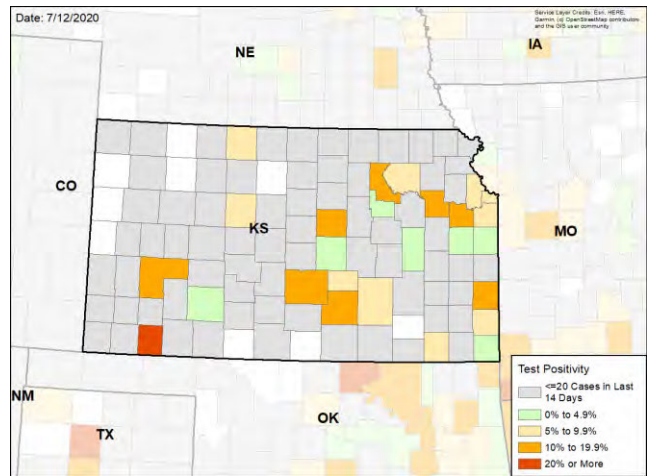 Date: 7/12/2020
Service Layer Credits: Esri, HERE,
Garmin, (c) OpenStreetMap contributors
and the GIS user community
NE
IA
CO
KS
MO
NM
TX
OK
Test Positivity
<=20 Cases in Last
14 Days
0% to 4.9%
5% to 9.9%
10% to 19.9%
20% or More